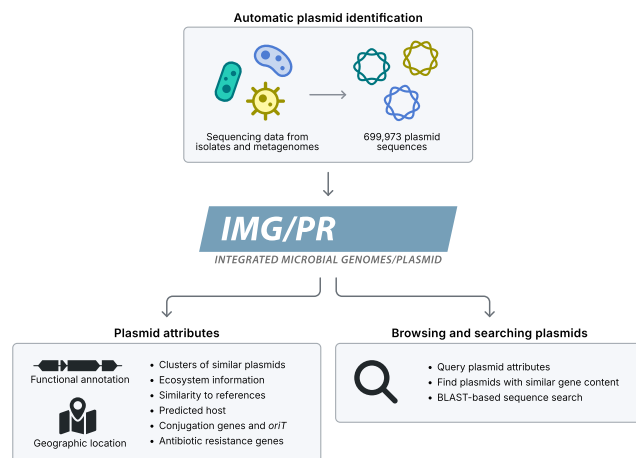 Automatic plasmid identification
Sequencing data from
isolates and metagenomes
699,973 plasmid
sequences
IMG/PR
INTEGRATED MICROBIAL GENOMES/PLASMID
Plasmid attributes
Functional annotation
Geographic location
• Clusters of similar plasmids
• Ecosystem information
• Similarity to references
• Predicted host
• Conjugation genes and oriT
• Antibiotic resistance genes
Browsing and searching plasmids
• Query plasmid attributes
• Find plasmids with similar gene content
• BLAST-based sequence search